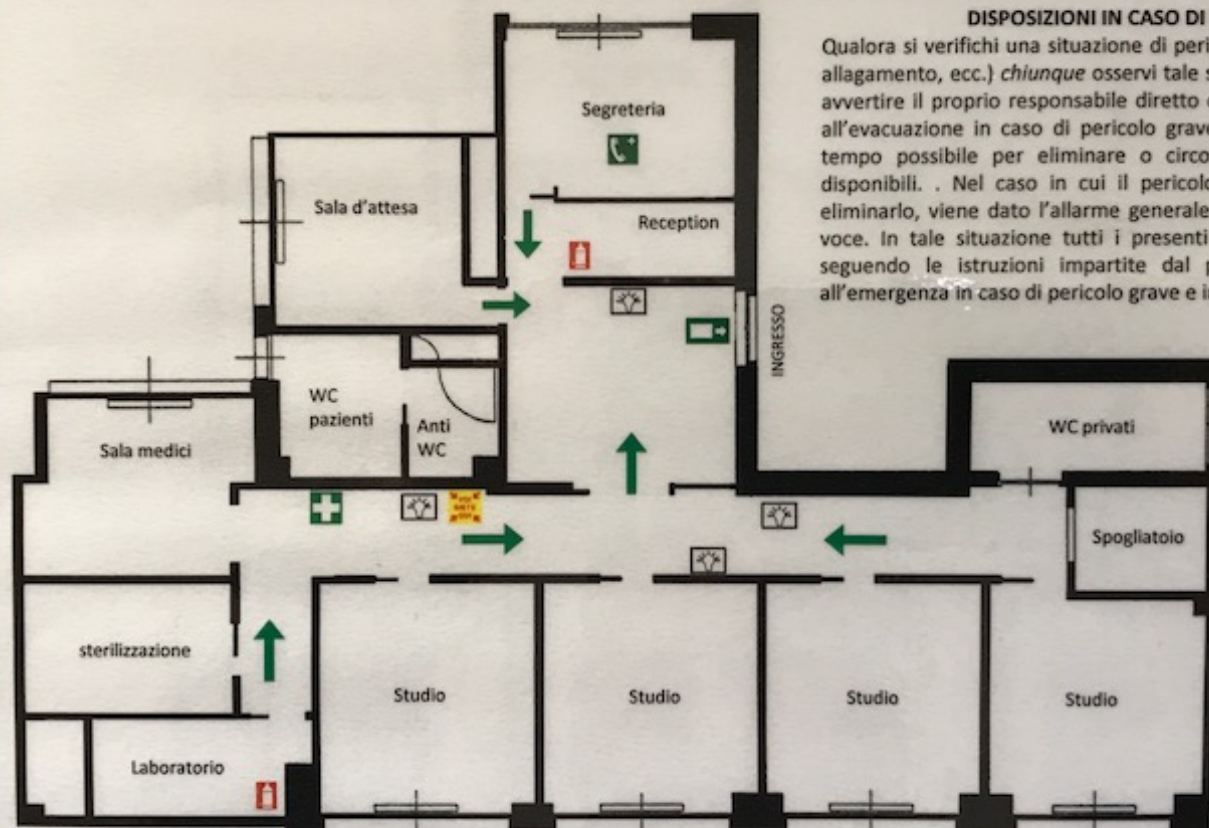 DISPOSIZIONI IN CASO DI
Qualora si verifichi una situazione di peri
allagamento, ecc.) chiunque osservi tale s
avvertire il proprio responsabile diretto
all'evacuazione in caso di pericolo grave
tempo possibile per eliminare o circo
disponibili. . Nel caso in cui il pericolo
eliminarlo, viene dato l'allarme generale
voce. In tale situazione tutti i presenti
seguendo le istruzioni impartite dal p
all'emergenza in caso di pericolo grave e i
Segreteria
Sala d'attesa
Reception
INGRESSO
WC
pazienti
Anti
WC
Sala medici
WC privati
VOI
SIETE
QUI
Spogliatoio
sterilizzazione
Studio
Studio
Studio
Studio
Laboratorio